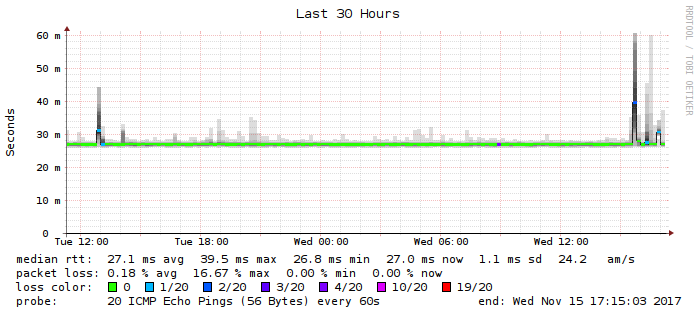 Last 30 Hours
RRDTOOL / TOBI OETIKER
Seconds
60 m
50 m
40 m
30 m
20 m
10 m
0
Tue 12:00 Tue 18:00 Wed 00:00 Wed 06:00 Wed 12:00
median rtt: 27.1 ms avg 39.5 ms max 26.8 ms min 27.0 ms now 1.1 ms sd 24.2 am/s
packet loss: 0.18 % avg 16.67 % max 0.00 % min 0.00 % now
loss color: 0 1/20 2/20 3/20 4/20 10/20 19/20
probe: 20 ICMP Echo Pings (56 Bytes) every 60s end: Wed Nov 15 17:15:03 2017